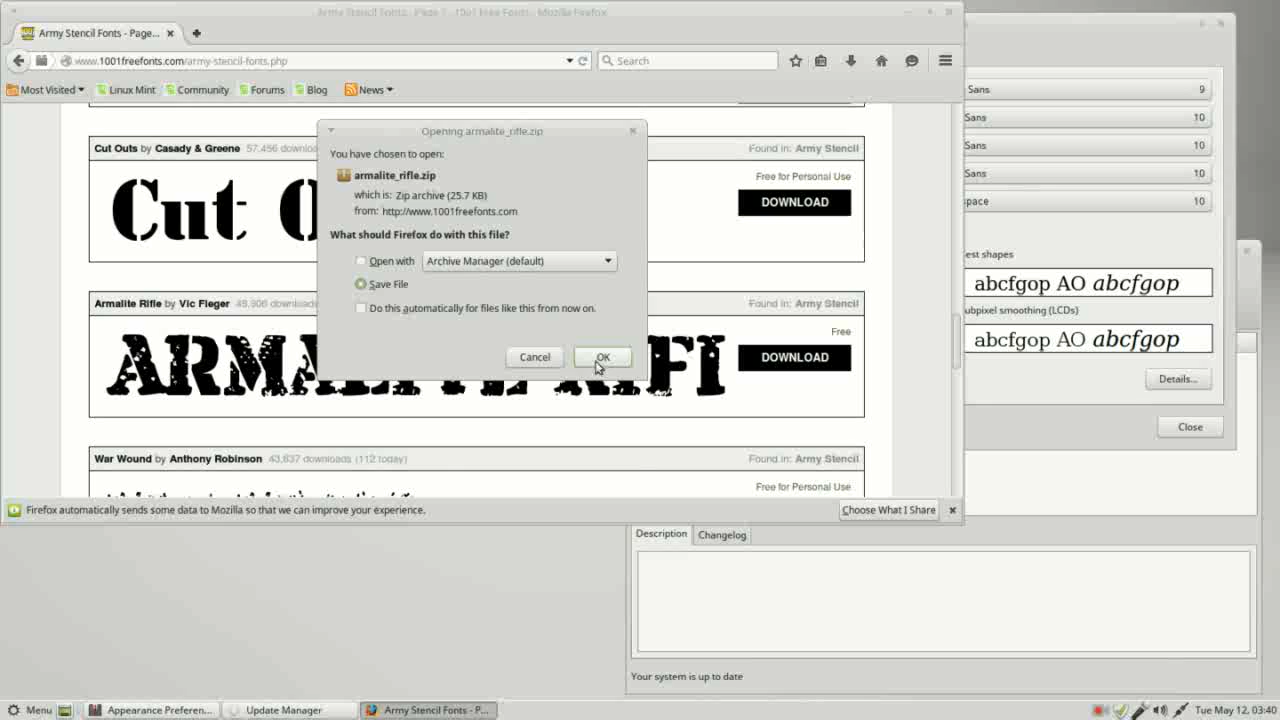 Army Stencil Fonts - Page 1 - 1001 Free Fonts - Mozilla Firefox
Army Stencil Fonts - Page...
www.1001freefonts.com/army-stencil-fonts.php
Search
Most Visited
Linux Mint
Community
Forums
Blog
News
Cut Outs by Casady & Greene 57,456
Found in: Army Stencil
Free for Personal Use
Cut O
DOWNLOAD
Armalite Rifle by Vic Fieger
Found in: Army Stencil
Free
DOWNLOAD
War Wound by Anthony Robinson 43,637 downloads (112 today)
Found in: Army Stencil
Free for Personal Use
Opening armalite_rifle.zip
You have chosen to open:
armalite_rifle.zip
which is: Zip archive (25.7 KB)
from: http://www.1001freefonts.com
What should Firefox do with this file?
Open with
Archive Manager (default)
Save File
Do this automatically for files like this from now on.
Cancel
OK
Firefox automatically sends some data to Mozilla so that we can improve your experience.
Choose What I Share
Sans 9
Sans 10
Sans 10
Sans 10
pace 10
est shapes
abcfgop AO abcfgop
ubpixel smoothing (LCDs)
abcfgop AO abcfgop
Details...
Close
Description
Changelog
Your system is up to date
Menu
Appearance Preferen...
Update Manager
Army Stencil Fonts - P...
Tue May 12, 03:40